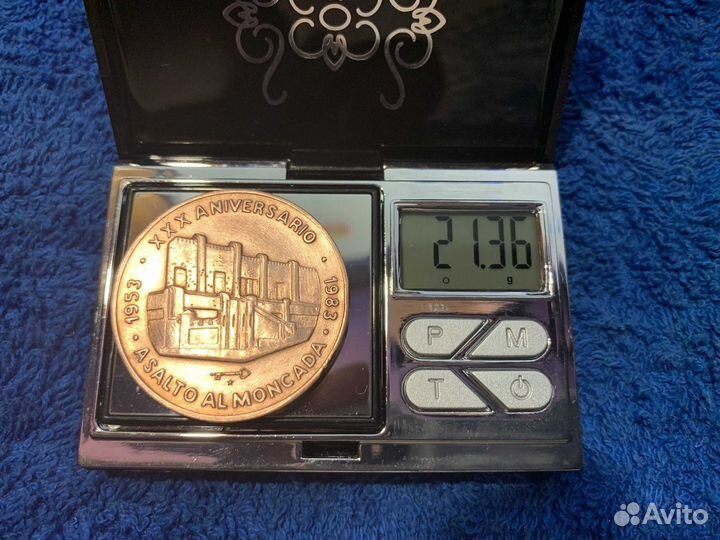 XXX ANIVERSARIO
1953 · 1983
ASALTO AL MONCADA
21.36
o g
P M
T
Avito